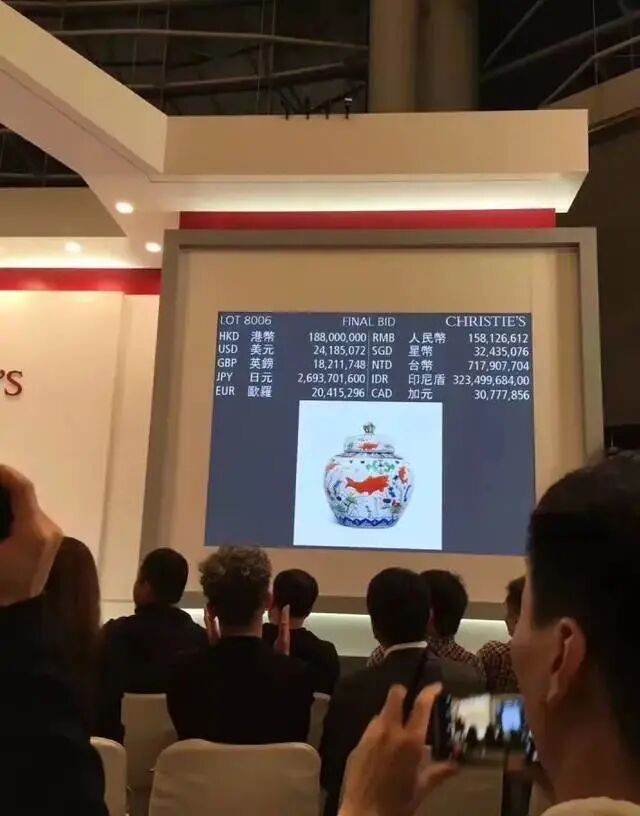 LOT 8006 FINAL BID CHRISTIE'S
HKD 港幣 188,000,000 RMB 人民幣 158,126,612
USD 美元 24,185,072 SGD 星幣 32,435,076
GBP 英鎊 18,211,748 NTD 台幣 717,907,704
JPY 日元 2,693,701,600 IDR 印尼盾 323,499,684,00
EUR 歐羅 20,415,296 CAD 加元 30,777,856
'S